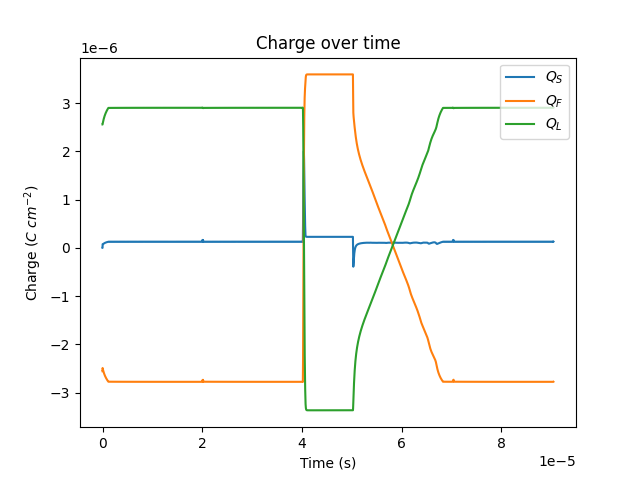 Charge over time
1e−6
3
2
1
0
−1
−2
−3
Charge (C cm⁻²)
Q_S
Q_F
Q_L
0
2
4
6
8
Time (s)
1e−5